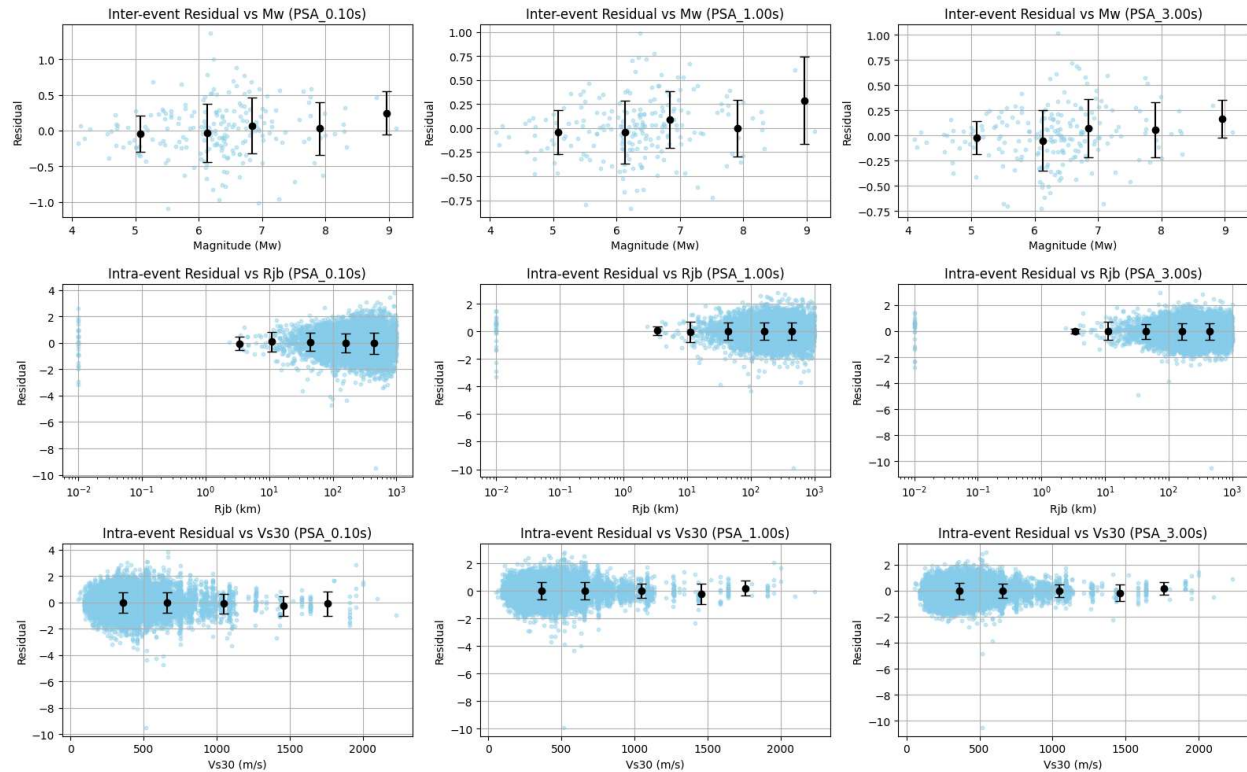 Inter-event Residual vs Mw (PSA_0.10s)
Residual
1.0
0.5
0.0
−0.5
−1.0
4 5 6 7 8 9
Magnitude (Mw)
Inter-event Residual vs Mw (PSA_1.00s)
Residual
1.00
0.75
0.50
0.25
0.00
−0.25
−0.50
−0.75
4 5 6 7 8 9
Magnitude (Mw)
Inter-event Residual vs Mw (PSA_3.00s)
Residual
1.00
0.75
0.50
0.25
0.00
−0.25
−0.50
−0.75
4 5 6 7 8 9
Magnitude (Mw)
Intra-event Residual vs Rjb (PSA_0.10s)
Residual
4
2
0
−2
−4
−6
−8
−10
10⁻² 10⁻¹ 10⁰ 10¹ 10² 10³
Rjb (km)
Intra-event Residual vs Rjb (PSA_1.00s)
Residual
2
0
−2
−4
−6
−8
−10
10⁻² 10⁻¹ 10⁰ 10¹ 10² 10³
Rjb (km)
Intra-event Residual vs Rjb (PSA_3.00s)
Residual
2
0
−2
−4
−6
−8
−10
10⁻² 10⁻¹ 10⁰ 10¹ 10² 10³
Rjb (km)
Intra-event Residual vs Vs30 (PSA_0.10s)
Residual
4
2
0
−2
−4
−6
−8
−10
0 500 1000 1500 2000
Vs30 (m/s)
Intra-event Residual vs Vs30 (PSA_1.00s)
Residual
2
0
−2
−4
−6
−8
−10
0 500 1000 1500 2000
Vs30 (m/s)
Intra-event Residual vs Vs30 (PSA_3.00s)
Residual
2
0
−2
−4
−6
−8
−10
0 500 1000 1500 2000
Vs30 (m/s)